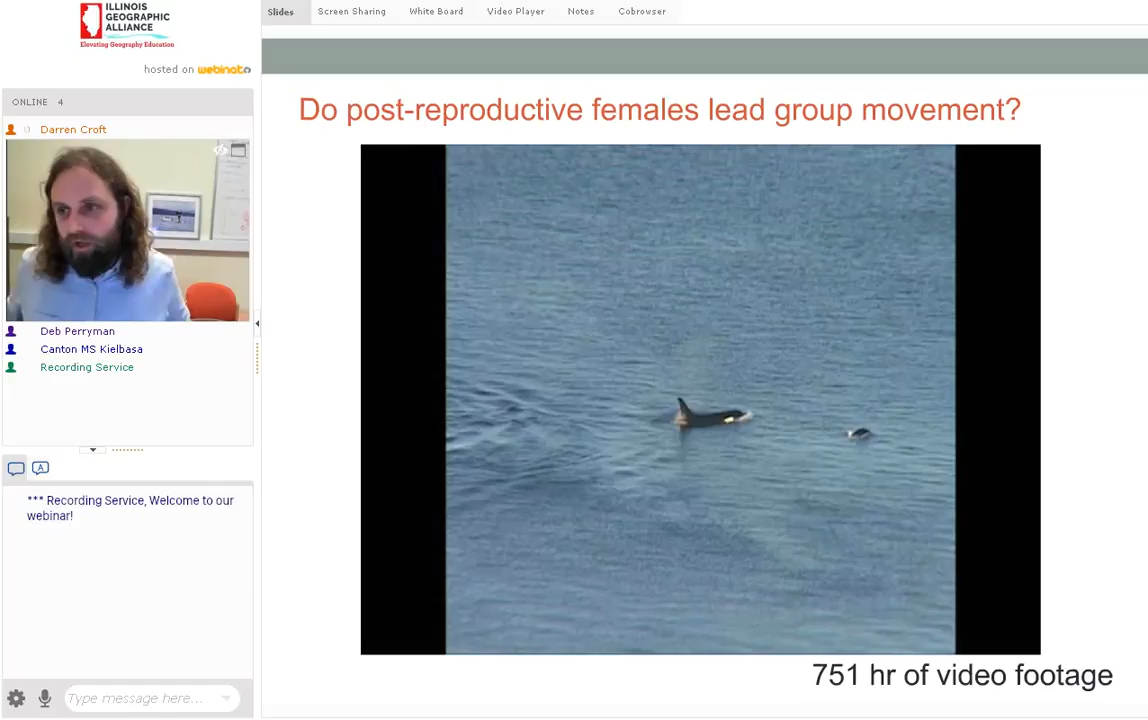 ILLINOIS
GEOGRAPHIC
ALLIANCE
Elevating Geography Education
hosted on webinato
ONLINE 4
Darren Croft
Deb Perryman
Canton MS Kielbasa
Recording Service
A
*** Recording Service, Welcome to our
webinar!
Type message here...
Slides Screen Sharing White Board Video Player Notes Cobrowser
Do post-reproductive females lead group movement?
751 hr of video footage